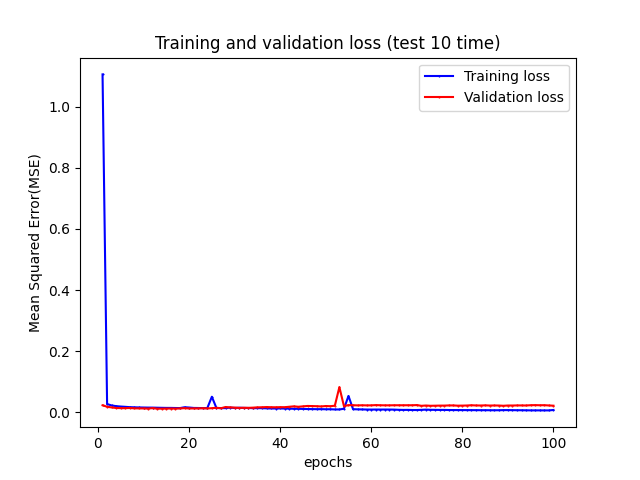 Training and validation loss (test 10 time)
Training loss
Validation loss
Mean Squared Error(MSE)
1.0
0.8
0.6
0.4
0.2
0.0
0 20 40 60 80 100
epochs